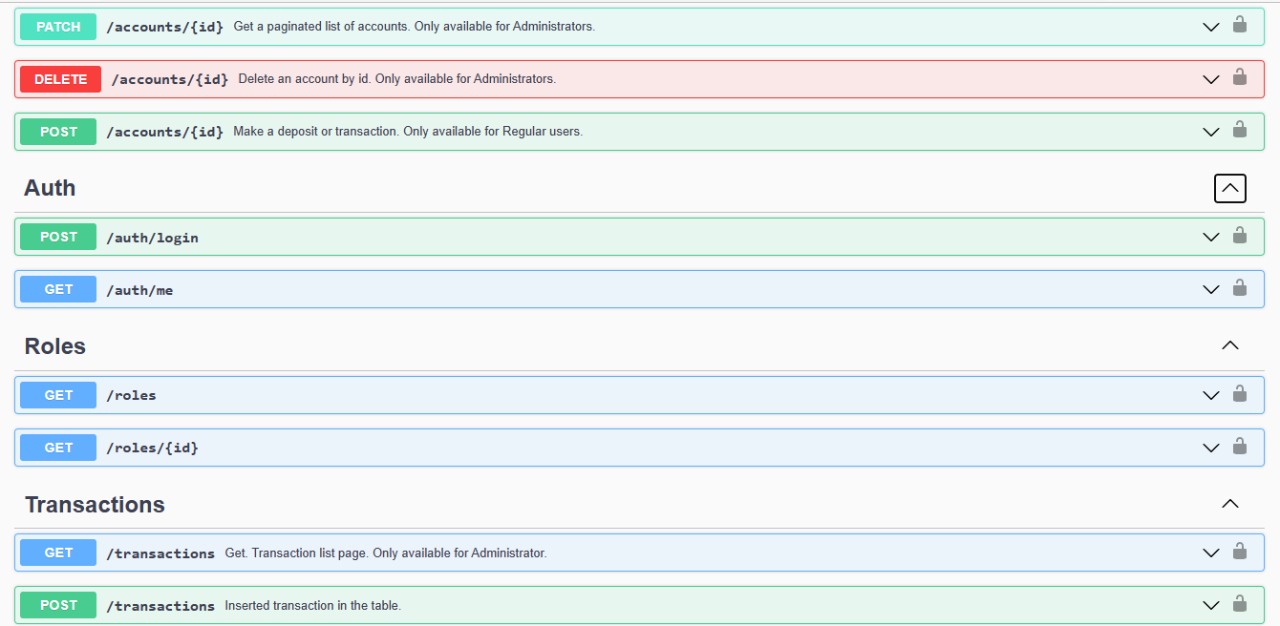 PATCH /accounts/{id} Get a paginated list of accounts. Only available for Administrators.
DELETE /accounts/{id} Delete an account by id. Only available for Administrators.
POST /accounts/{id} Make a deposit or transaction. Only available for Regular users.
Auth
POST /auth/login
GET /auth/me
Roles
GET /roles
GET /roles/{id}
Transactions
GET /transactions Get. Transaction list page. Only available for Administrator.
POST /transactions Inserted transaction in the table.